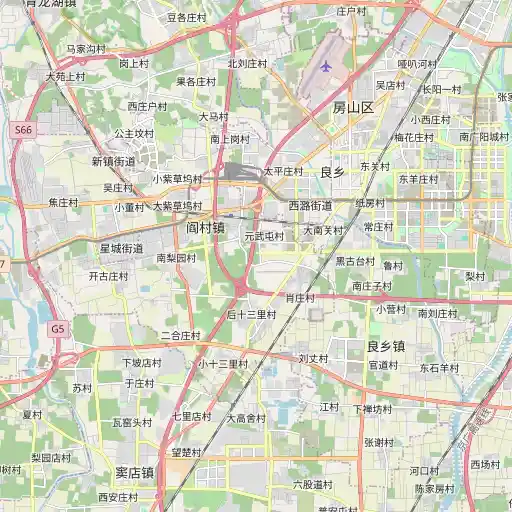 青龙湖镇
豆各庄村
庄户村
马家沟村
岗上村
北刘庄村
哑叭河村
大苑上村
果各庄村
吴店村
长阳一村
张家
西庄户村
大马村
房山区
小西庄村
S66
公主坟村
南上岗村
梅花庄村
南广阳城村
新镇街道
小紫草坞村
太平庄村
良乡
东关村
吴庄村
东羊庄村
焦庄村
小董村
大紫草坞村
西潞街道
纸房村
阎村镇
大南关村
常庄村
星城街道
元武屯村
7
南梨园村
黑古台村
鲁村
开古庄村
梨村
南庄子村
肖庄村
小营村
后十三里村
南刘庄村
G5
二合庄村
良乡镇
下坡店村
小十三里村
刘丈村
官道村
东石羊村
苏村
于庄村
夏村
七里店村
江村
下禅坊村
瓦窑头村
大高舍村
张谢村
梨园店村
望楚村
柳树村
窦店镇
河口村
西场村
六股道村
陈家房村
西安庄村
普安屯村